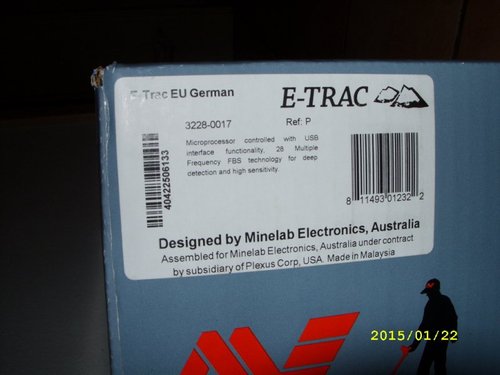 E-Trac EU German
E-TRAC
3228-0017
Ref: P
Microprocessor controlled with USB
interface functionality, 28 Multiple
Frequency FBS technology for deep
detection and high sensitivity.
40422506133
8 11493 01232 2
Designed by Minelab Electronics, Australia
Assembled for Minelab Electronics, Australia under contract
by subsidiary of Plexus Corp, USA. Made in Malaysia
2015/01/22